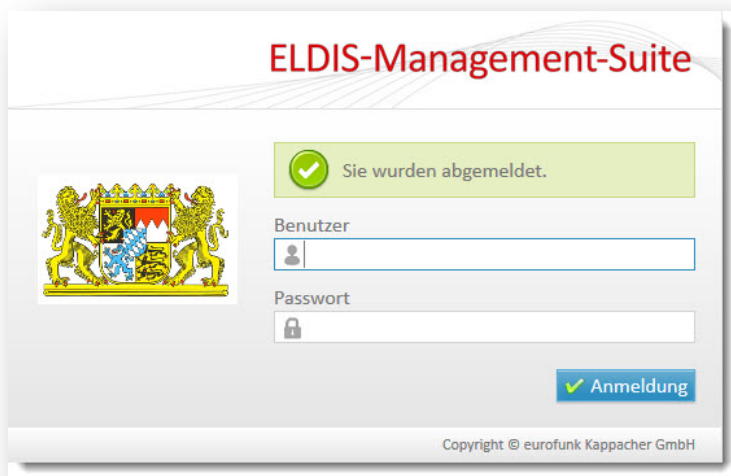 ELDIS-Management-Suite
Sie wurden abgemeldet.
Benutzer
Passwort
Anmeldung
Copyright © eurofunk Kappacher GmbH